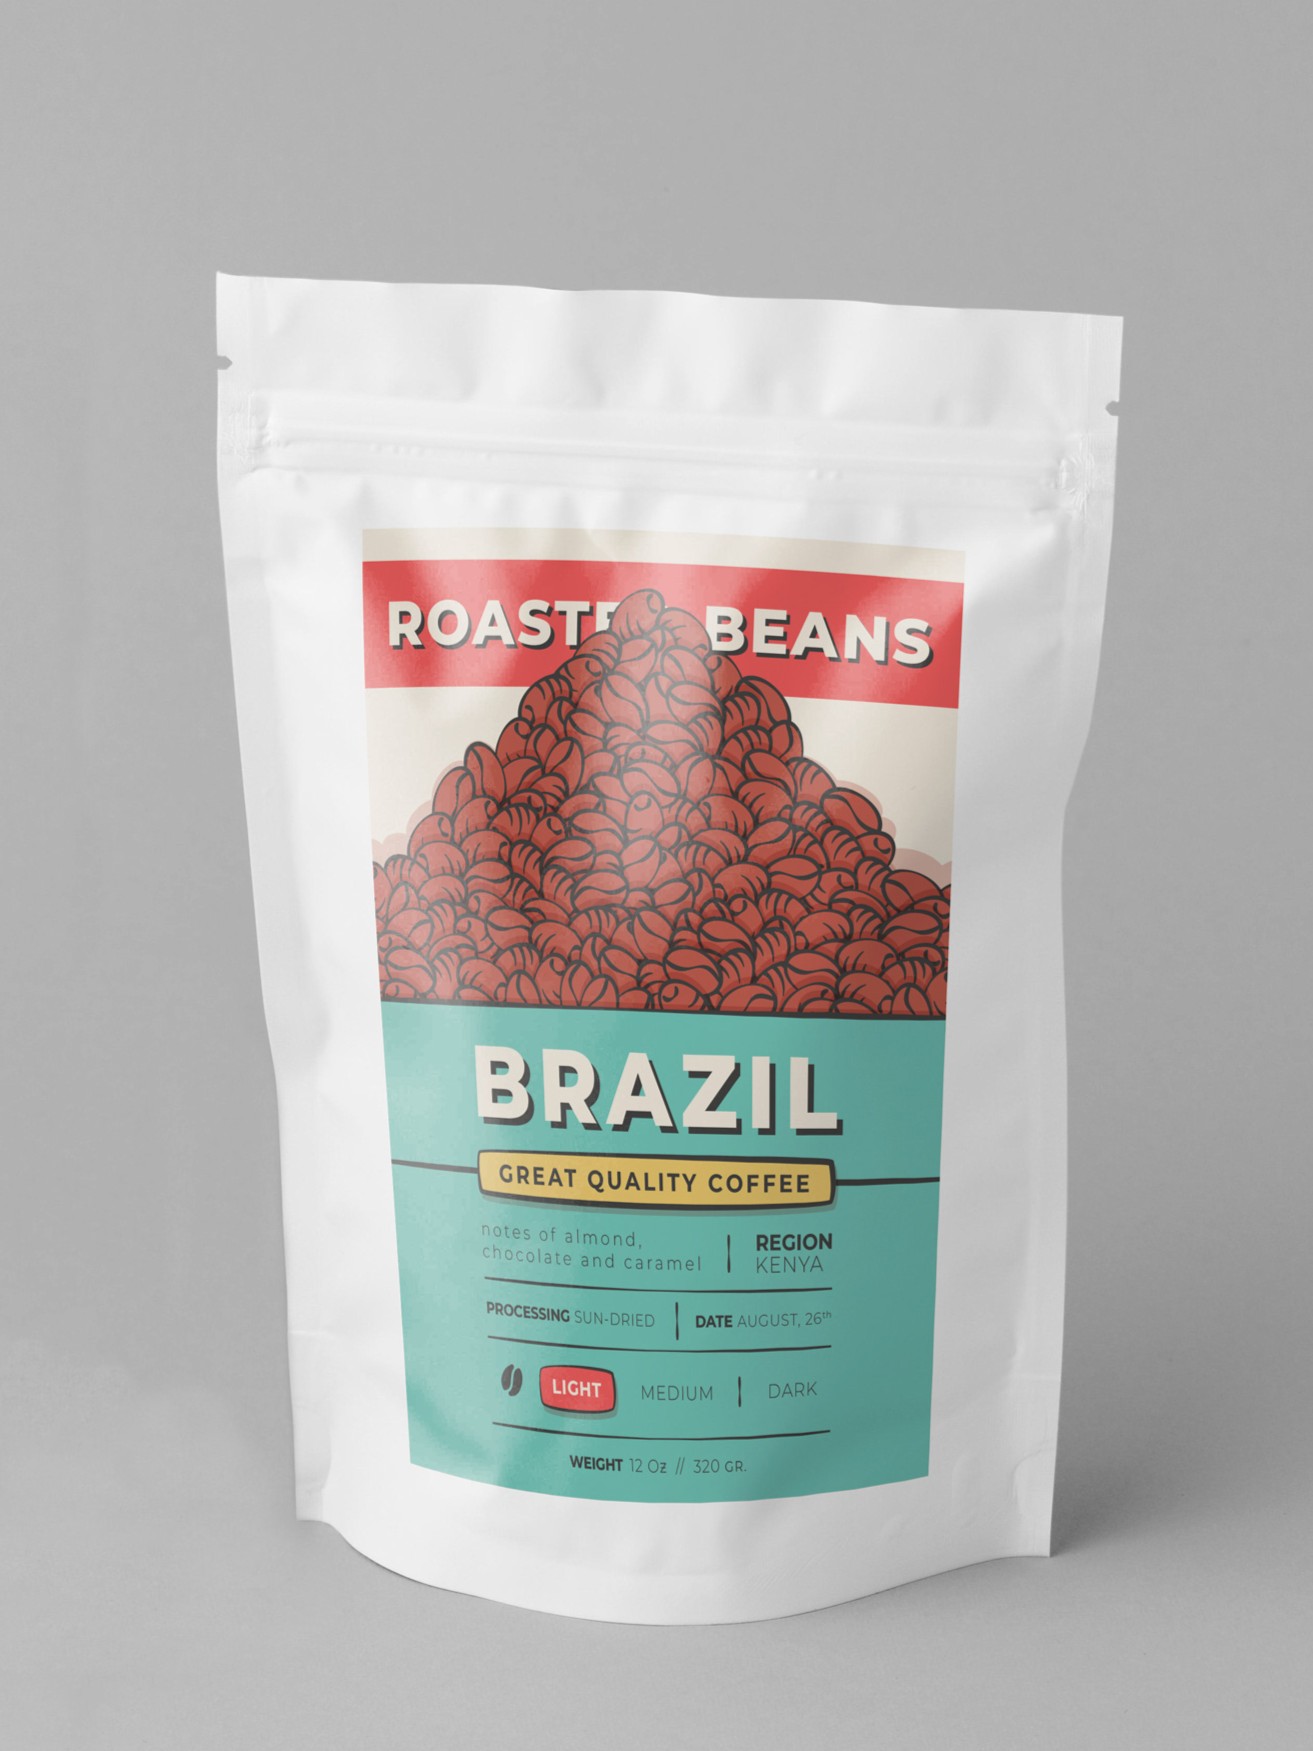 ROASTE BEANS
BRAZIL
GREAT QUALITY COFFEE
notes of almond,
chocolate and caramel
REGION
KENYA
PROCESSING SUN-DRIED
DATE AUGUST, 26th
LIGHT MEDIUM DARK
WEIGHT 12 Oz // 320 GR.